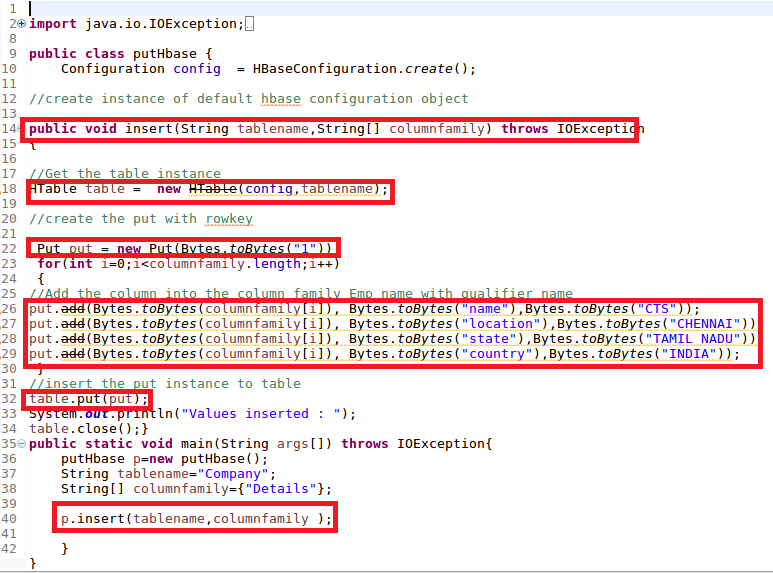 1
2 import java.io.IOException;
8
9 public class putHbase {
10 Configuration config = HBaseConfiguration.create();
11
12 //create instance of default hbase configuration object
13
14 public void insert(String tablename,String[] columnfamily) throws IOException
15 {
16
17 //Get the table instance
18 HTable table = new HTable(config,tablename);
19
20 //create the put with rowkey
21
22 Put put = new Put(Bytes.toBytes("1"))
23 for(int i=0;i<columnfamily.length;i++)
24 {
25 //Add the column into the column family Emp name with qualifier name
26 put.add(Bytes.toBytes(columnfamily[i]), Bytes.toBytes("name"),Bytes.toBytes("CTS"));
27 put.add(Bytes.toBytes(columnfamily[i]), Bytes.toBytes("location"),Bytes.toBytes("CHENNAI"))
28 put.add(Bytes.toBytes(columnfamily[i]), Bytes.toBytes("state"),Bytes.toBytes("TAMIL NADU"))
29 put.add(Bytes.toBytes(columnfamily[i]), Bytes.toBytes("country"),Bytes.toBytes("INDIA"));
30 }
31 //insert the put instance to table
32 table.put(put);
33 System.out.println("Values inserted : ");
34 table.close();}
35 public static void main(String args[]) throws IOException{
36 putHbase p=new putHbase();
37 String tablename="Company";
38 String[] columnfamily={"Details"};
39
40 p.insert(tablename,columnfamily );
41
42 }
}